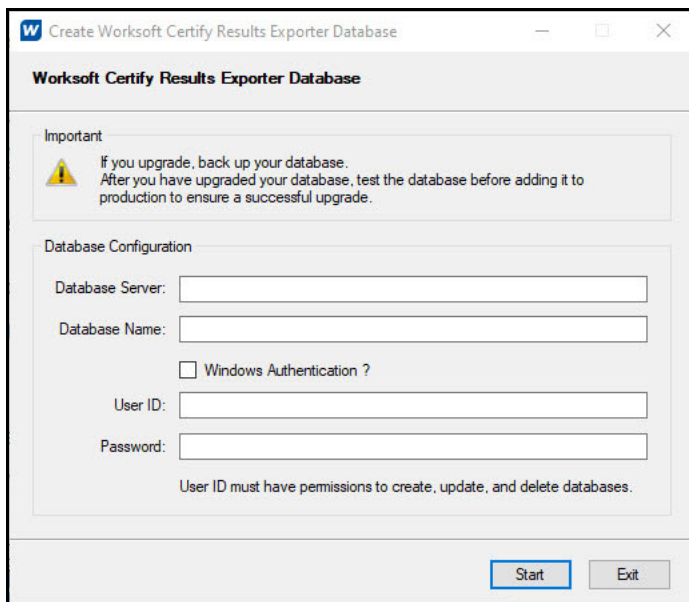 W Create Worksoft Certify Results Exporter Database
Worksoft Certify Results Exporter Database
Important
If you upgrade, back up your database.
After you have upgraded your database, test the database before adding it to
production to ensure a successful upgrade.
Database Configuration
Database Server:
Database Name:
Windows Authentication ?
User ID:
Password:
User ID must have permissions to create, update, and delete databases.
Start Exit